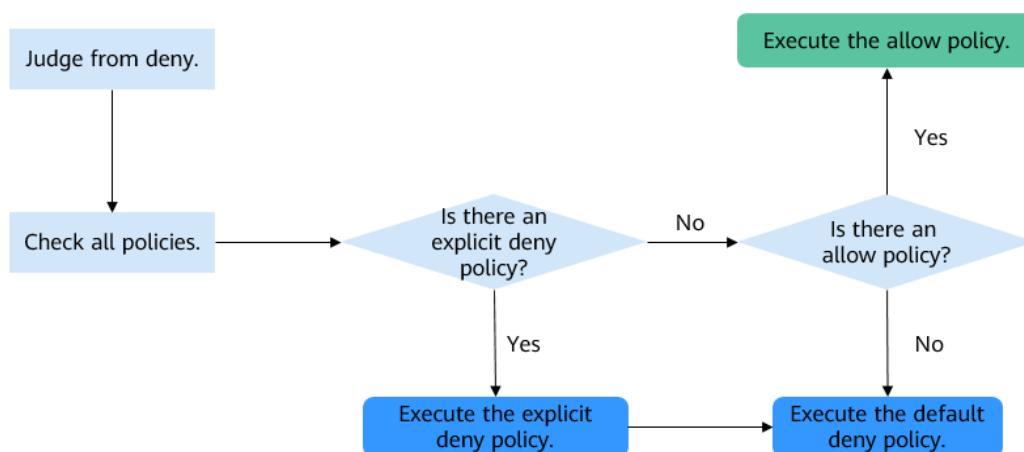 Judge from deny.
Execute the allow policy.
Yes
Check all policies.
Is there an
explicit deny
policy?
No
Is there an
allow policy?
Yes
No
Execute the explicit
deny policy.
Execute the default
deny policy.